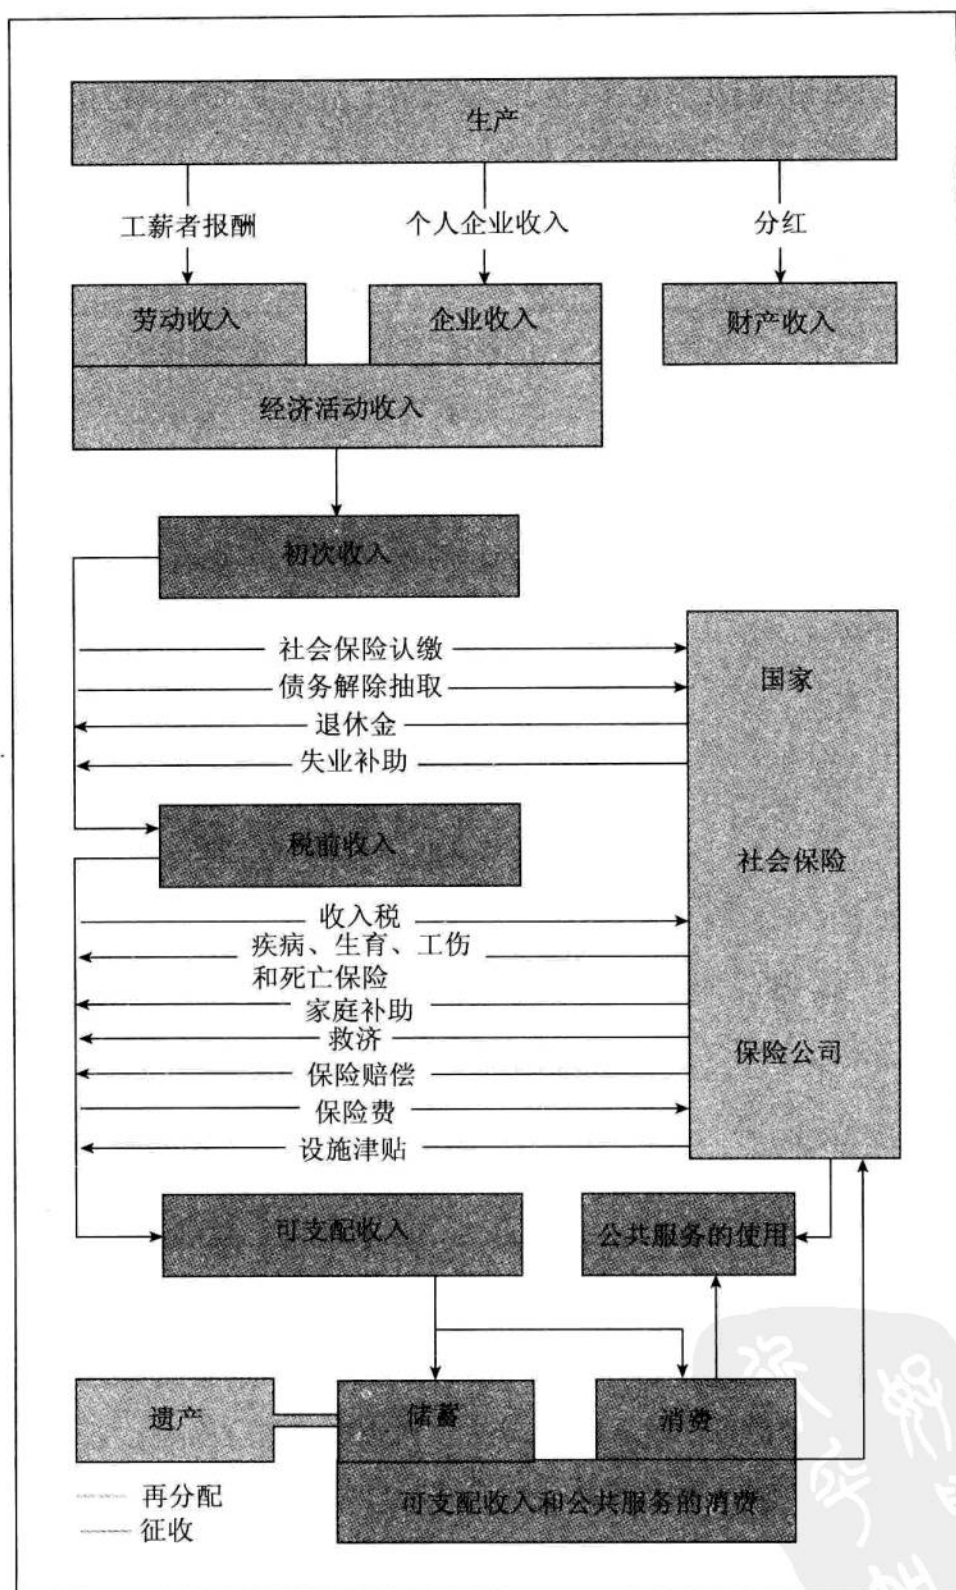 生产
工薪者报酬
个人企业收入
分红
劳动收入
企业收入
财产收入
经济活动收入
初次收入
社会保险认缴
债务解除抽取
退休金
失业补助
国家
税前收入
社会保险
收入税
疾病、生育、工伤
和死亡保险
家庭补助
救济
保险赔偿
保险公司
保险费
设施津贴
可支配收入
公共服务的使用
遗产
储蓄
消费
再分配
征收
可支配收入和公共服务的消费